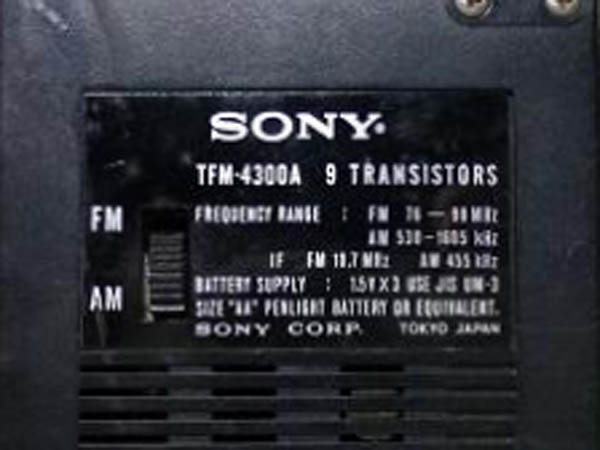 SONY
TFM-4300A 9 TRANSISTORS
FM
FREQUENCY RANGE : FM 76 — 90 MHz
AM 530-1605 kHz
IF FM 10.7 MHz AM 455 kHz
AM
BATTERY SUPPLY : 1.5V X 3 USE JIS UM-3
SIZE "AA" PENLIGHT BATTERY OR EQUIVALENT.
SONY CORP. TOKYO JAPAN